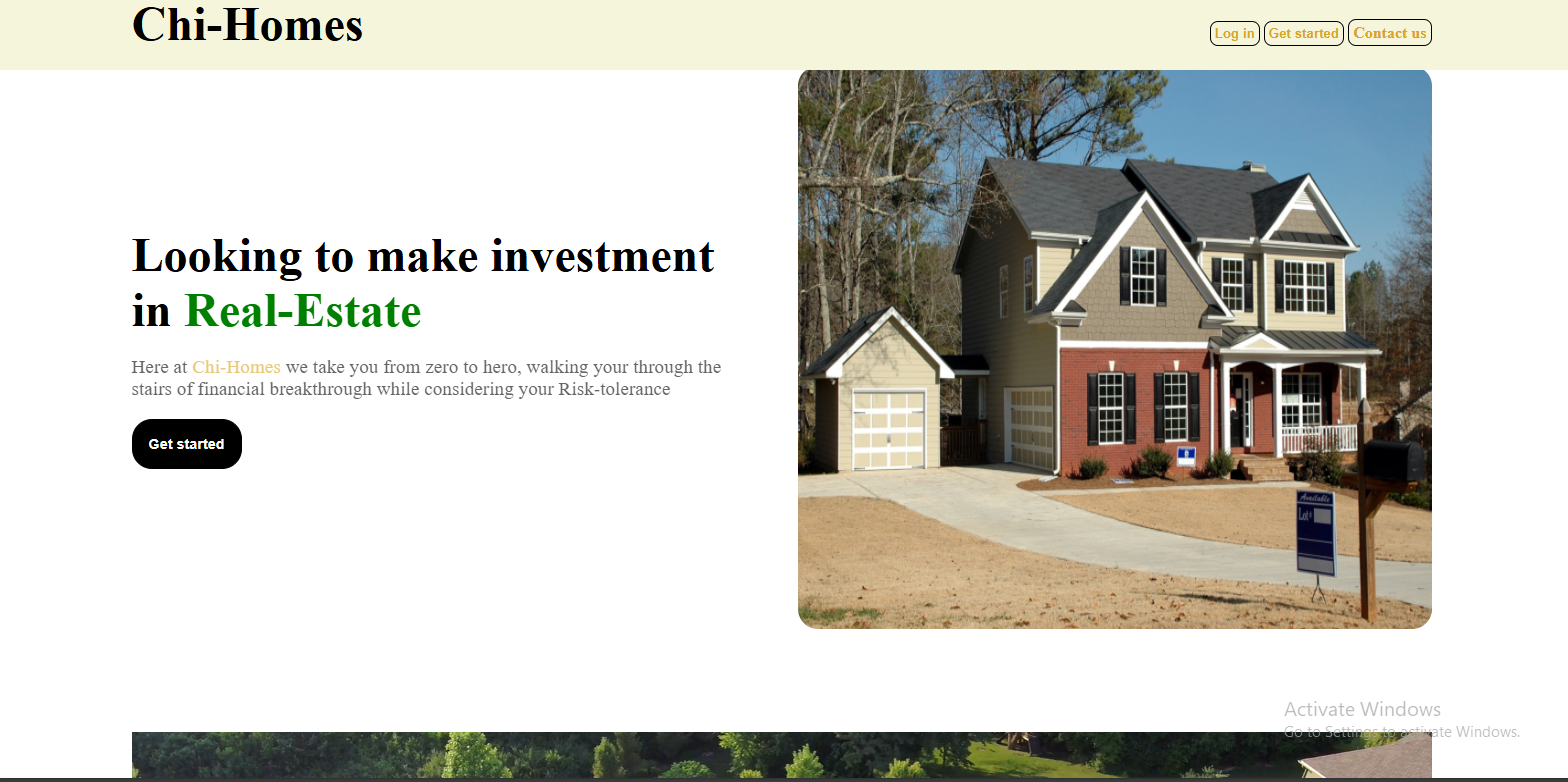 Chi-Homes
Log in Get started Contact us
Looking to make investment
in Real-Estate
Here at Chi-Homes we take you from zero to hero, walking your through the
stairs of financial breakthrough while considering your Risk-tolerance
Get started
Available
Lot#
Activate Windows
Go to Settings to activate Windows.